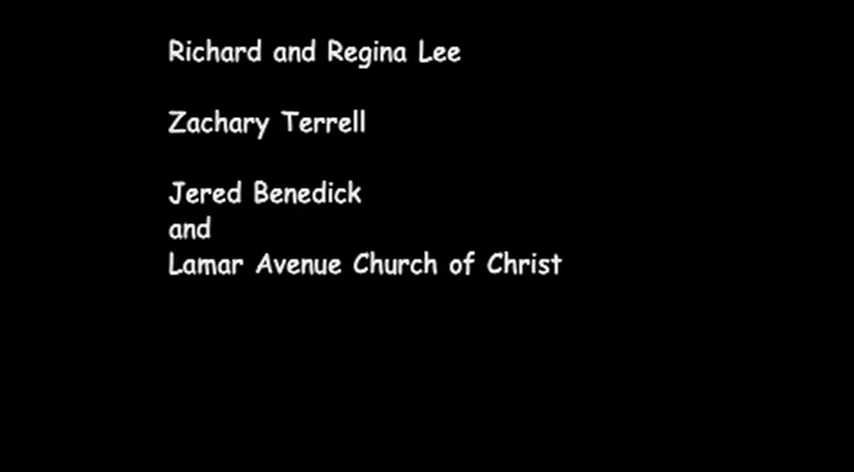 Richard and Regina Lee
Zachary Terrell
Jered Benedick
and
Lamar Avenue Church of Christ